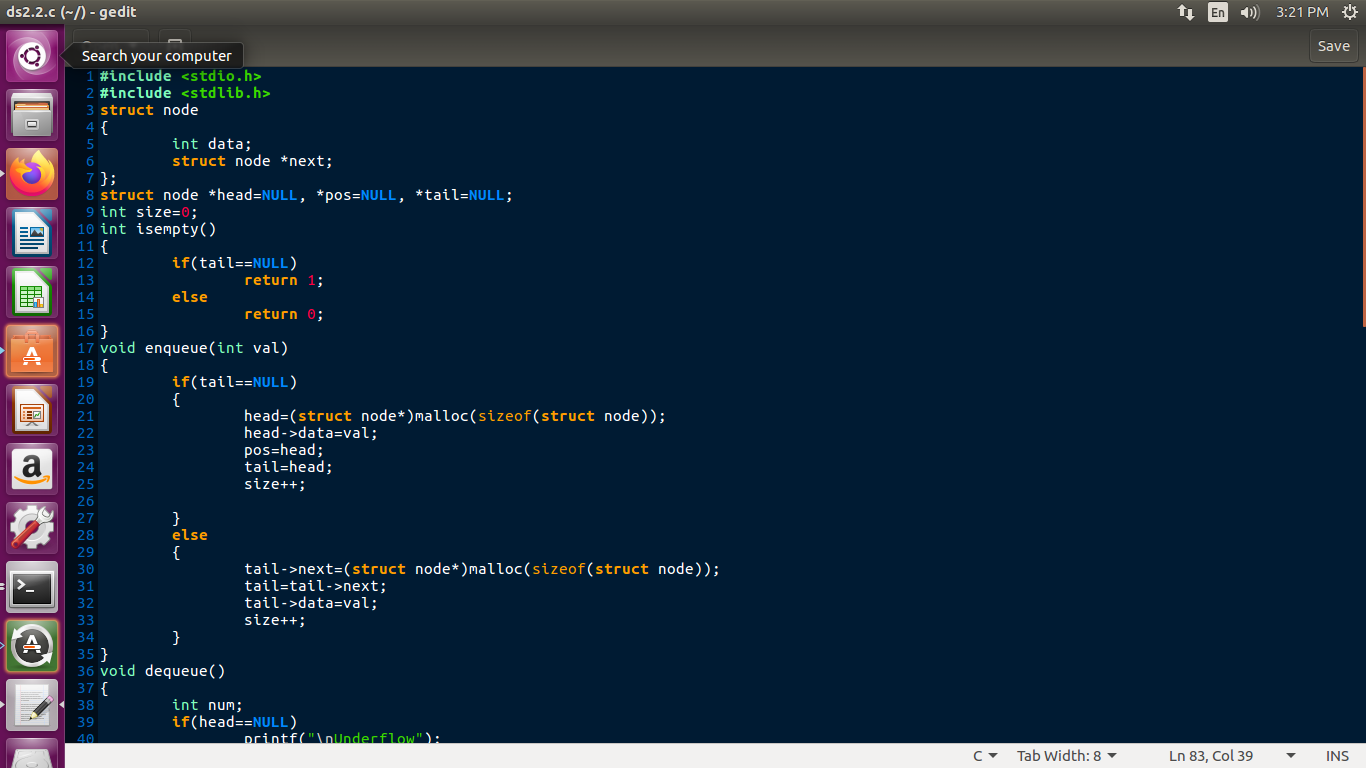 ds2.2.c (~/) - gedit
En
3:21 PM
Search your computer
Save
1 #include <stdio.h>
2 #include <stdlib.h>
3 struct node
4 {
5 int data;
6 struct node *next;
7 };
8 struct node *head=NULL, *pos=NULL, *tail=NULL;
9 int size=0;
10 int isempty()
11 {
12 if(tail==NULL)
13 return 1;
14 else
15 return 0;
16 }
17 void enqueue(int val)
18 {
19 if(tail==NULL)
20 {
21 head=(struct node*)malloc(sizeof(struct node));
22 head->data=val;
23 pos=head;
24 tail=head;
25 size++;
26
27 }
28 else
29 {
30 tail->next=(struct node*)malloc(sizeof(struct node));
31 tail=tail->next;
32 tail->data=val;
33 size++;
34 }
35 }
36 void dequeue()
37 {
38 int num;
39 if(head==NULL)
40 printf("\nUnderflow");
C
Tab Width: 8
Ln 83, Col 39
INS